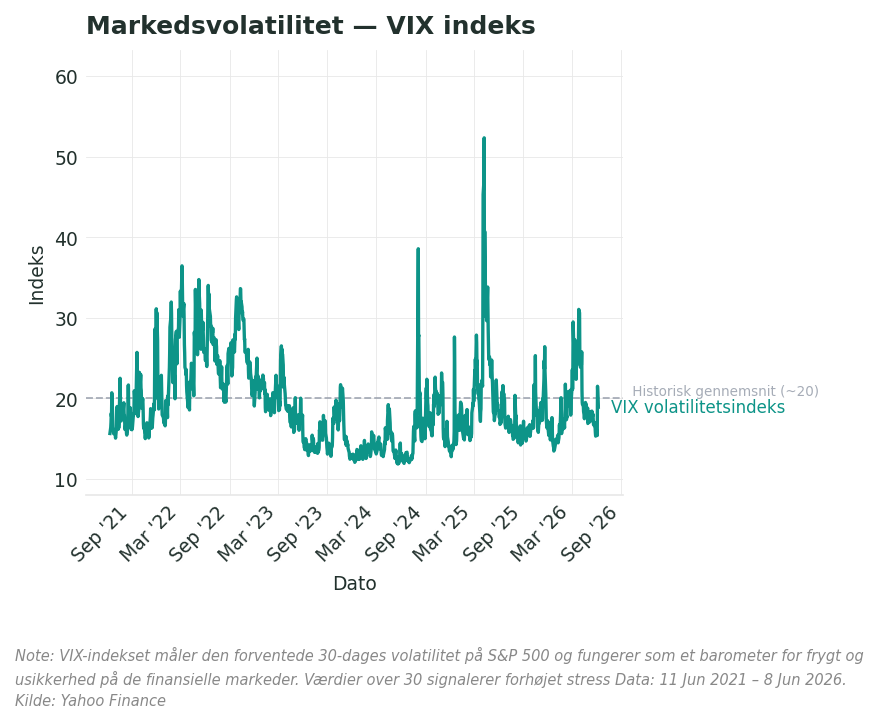 Markedsvolatilitet — VIX indeks
60
50
40
30
20
10
Indeks
Historisk gennemsnit (~20)
VIX volatilitetsindeks
Sep '21
Mar '22
Sep '22
Mar '23
Sep '23
Mar '24
Sep '24
Mar '25
Sep '25
Mar '26
Sep '26
Dato
Note: VIX-indekset måler den forventede 30-dages volatilitet på S&P 500 og fungerer som et barometer for frygt og
usikkerhed på de finansielle markeder. Værdier over 30 signalerer forhøjet stress Data: 11 Jun 2021 – 8 Jun 2026.
Kilde: Yahoo Finance